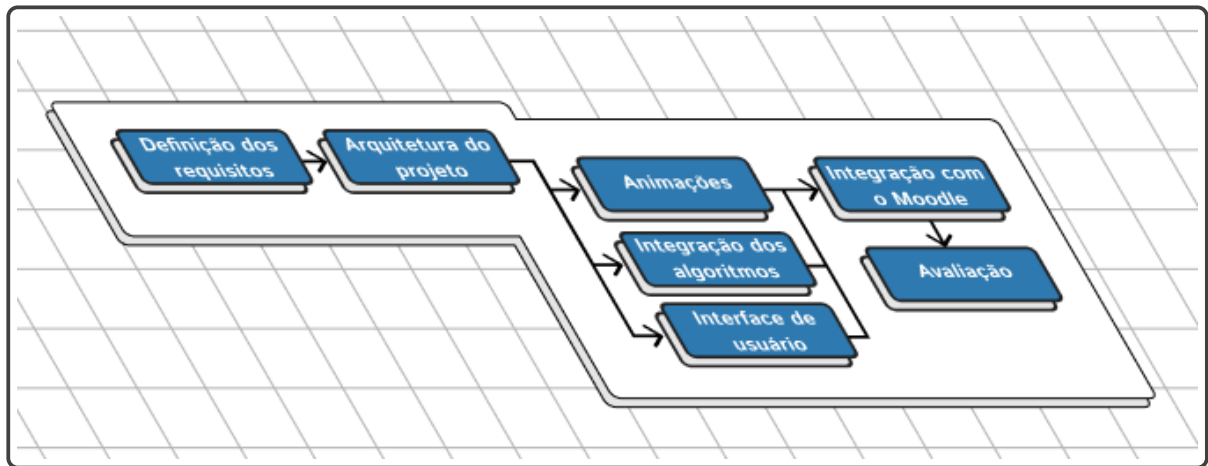 Definição dos
requisitos
Arquitetura do
projeto
Animações
Integração dos
algoritmos
Interface de
usuário
Integração com
o Moodle
Avaliação